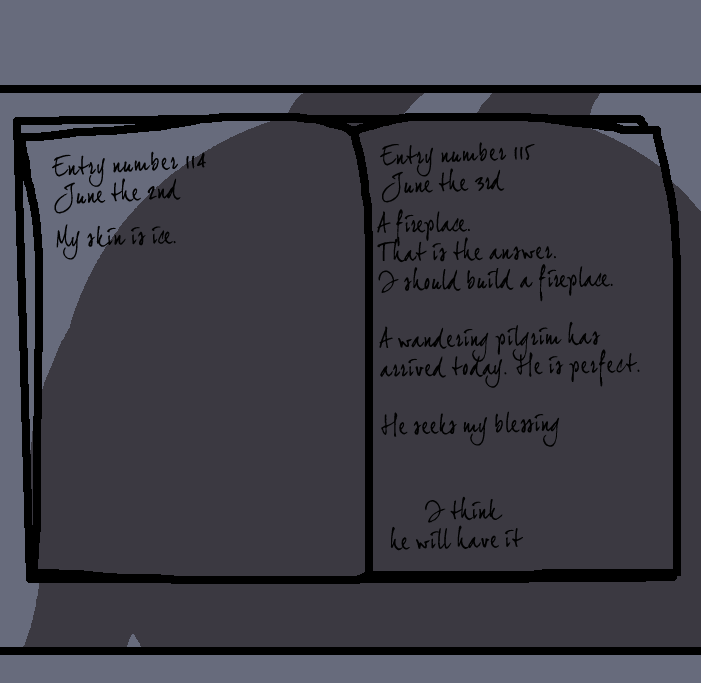 Entry number 114
June the 2nd
My skin is ice.
Entry number 115
June the 3rd
A fireplace.
That is the answer.
I should build a fireplace.
A wandering pilgrim has
arrived today. He is perfect.
He seeks my blessing
I think
he will have it